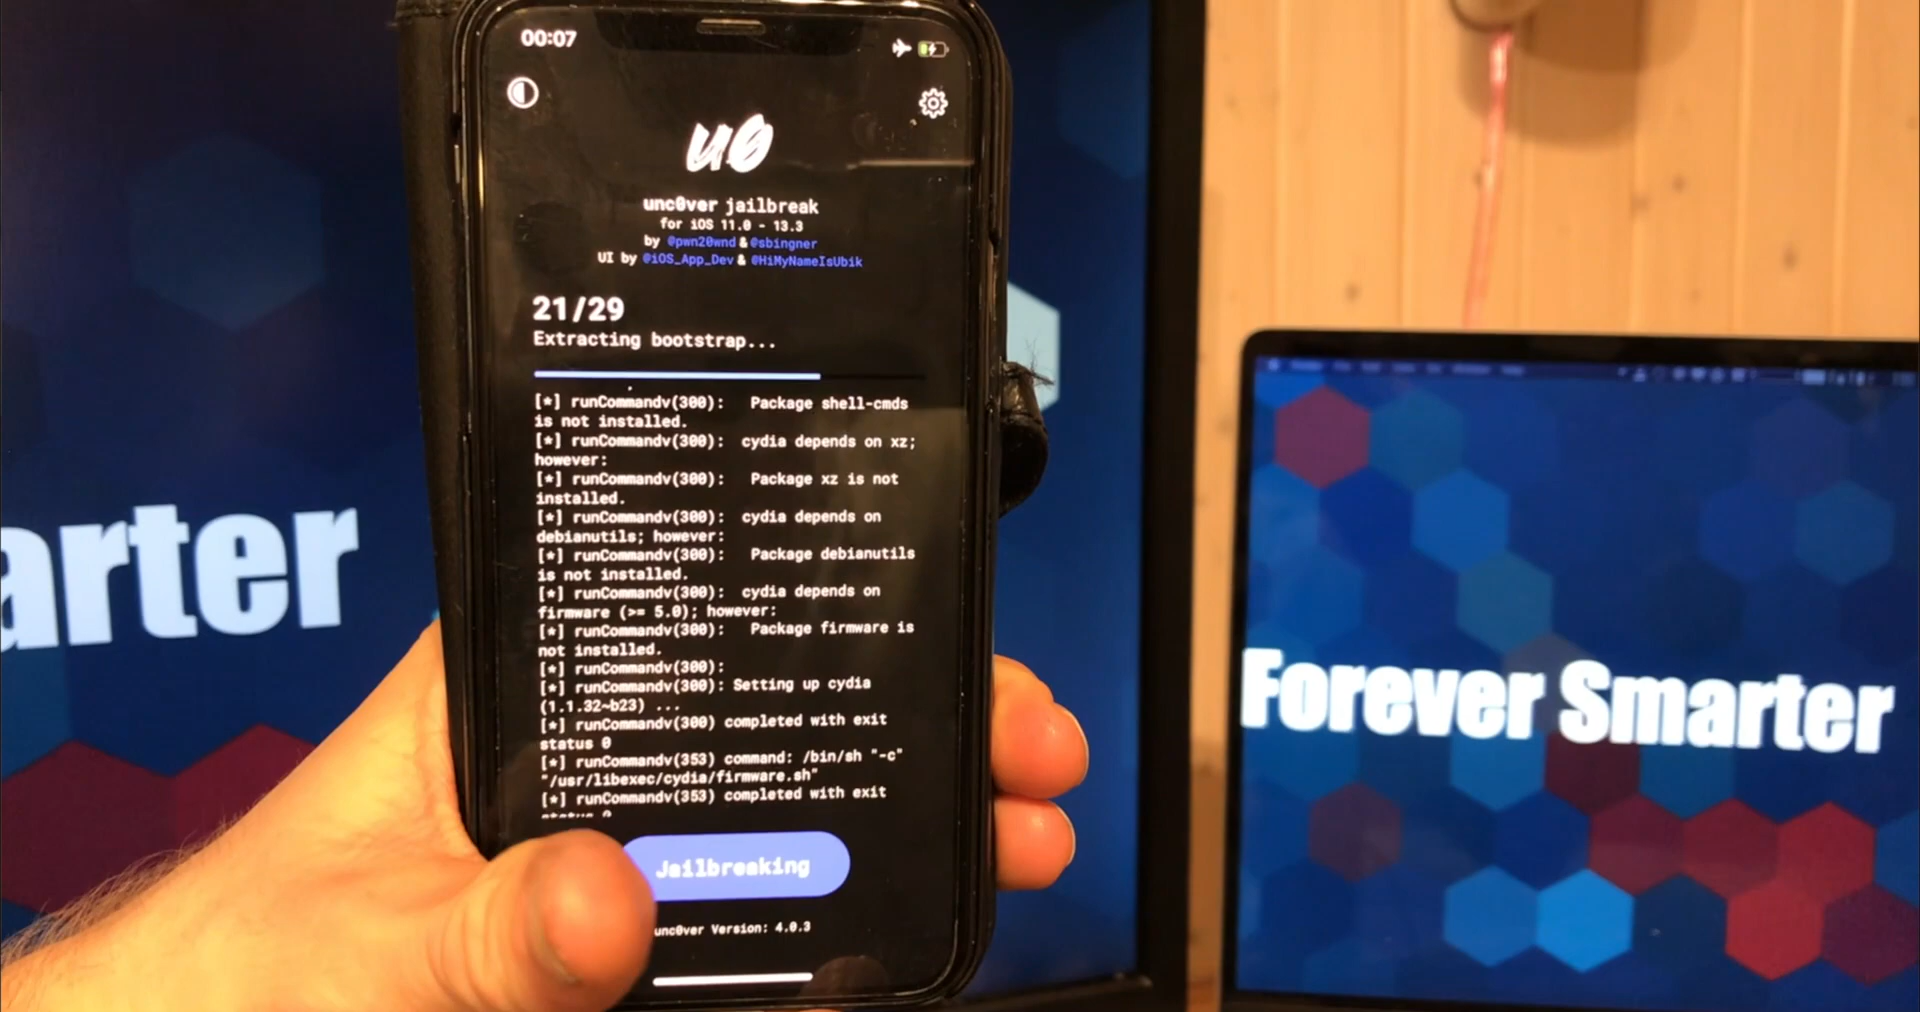 00:07
u0
unc0ver jailbreak
for iOS 11.0 - 13.3
by @pwn20wnd & @sbingner
UI by @iOS_App_Dev & @HiMyNameIsUbik
21/29
Extracting bootstrap...
[*] runCommandv(300):   Package shell-cmds
is not installed.
[*] runCommandv(300):  cydia depends on xz;
however:
[*] runCommandv(300):   Package xz is not
installed.
[*] runCommandv(300):  cydia depends on
debianutils; however:
[*] runCommandv(300):   Package debianutils
is not installed.
[*] runCommandv(300):  cydia depends on
firmware (>= 5.0); however:
[*] runCommandv(300):   Package firmware is
not installed.
[*] runCommandv(300):
[*] runCommandv(300): Setting up cydia
(1.1.32~b23) ...
[*] runCommandv(300) completed with exit
status 0
[*] runCommandv(353) command: /bin/sh "-c"
"/usr/libexec/cydia/firmware.sh"
[*] runCommandv(353) completed with exit
Jailbreaking
unc0ver Version: 4.0.3
arter
Forever Smarter